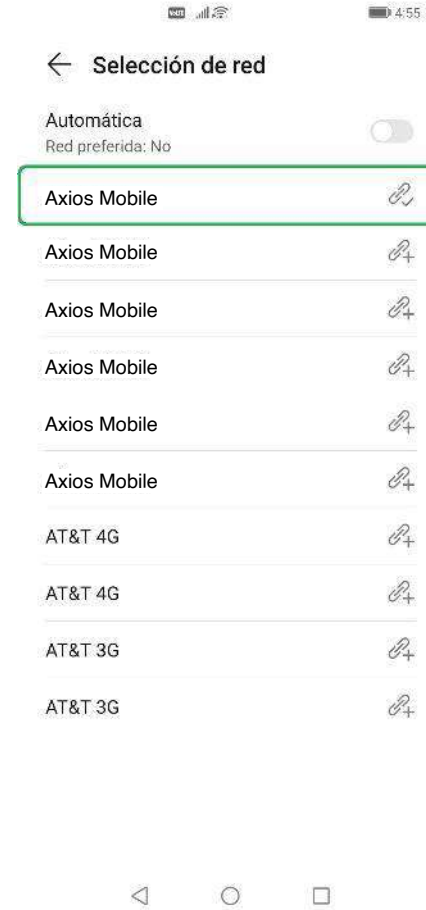 VoLTE 4:55
Selección de red
Automática
Red preferida: No
Axios Mobile
Axios Mobile
Axios Mobile
Axios Mobile
Axios Mobile
Axios Mobile
AT&T 4G
AT&T 4G
AT&T 3G
AT&T 3G